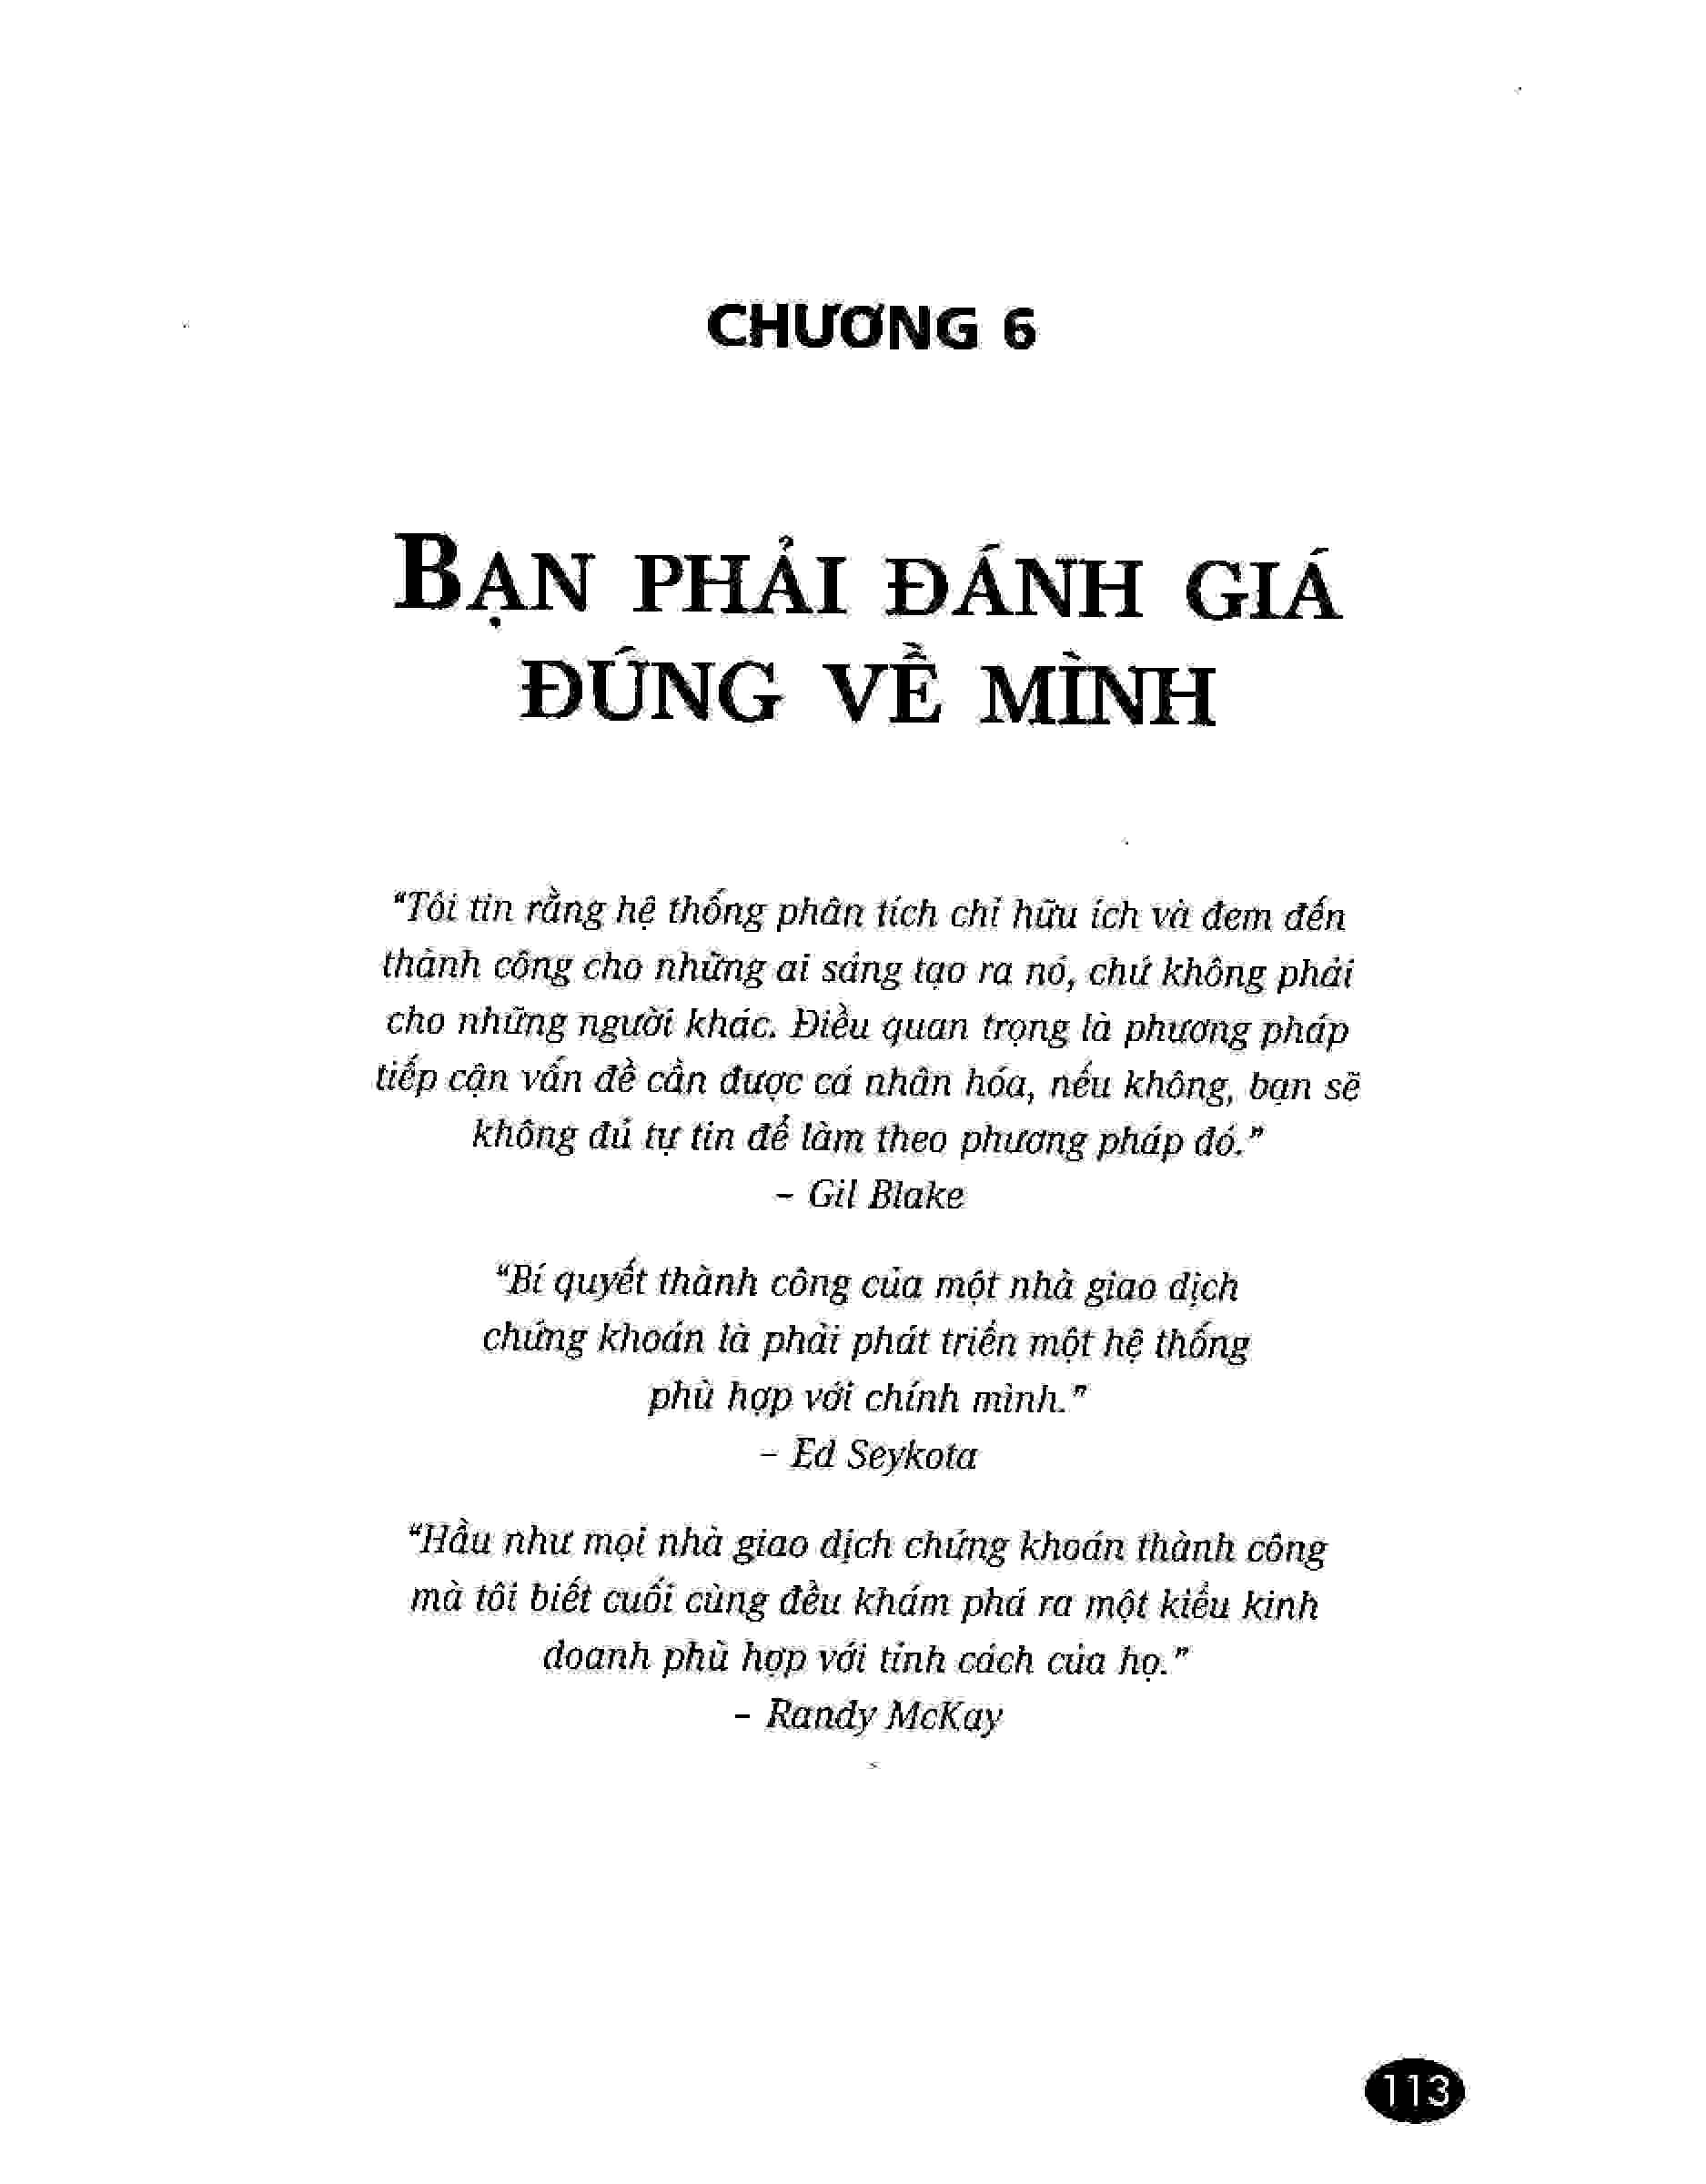 CHƯƠNG 6
BẠN PHẢI ĐÁNH GIÁ
ĐÚNG VỀ MÌNH
“Tôi tin rằng hệ thống phân tích chỉ hữu ích và đem đến
thành công cho những ai sáng tạo ra nó, chứ không phải
cho những người khác. Điều quan trọng là phương pháp
tiếp cận vấn đề cần được cá nhân hóa, nếu không, bạn sẽ
không đủ tự tin để làm theo phương pháp đó.”
– Gil Blake
“Bí quyết thành công của một nhà giao dịch
chứng khoán là phải phát triển một hệ thống
phù hợp với chính mình.”
– Ed Seykota
“Hầu như mọi nhà giao dịch chứng khoán thành công
mà tôi biết cuối cùng đều khám phá ra một kiểu kinh
doanh phù hợp với tính cách của họ.”
– Randy McKay
113